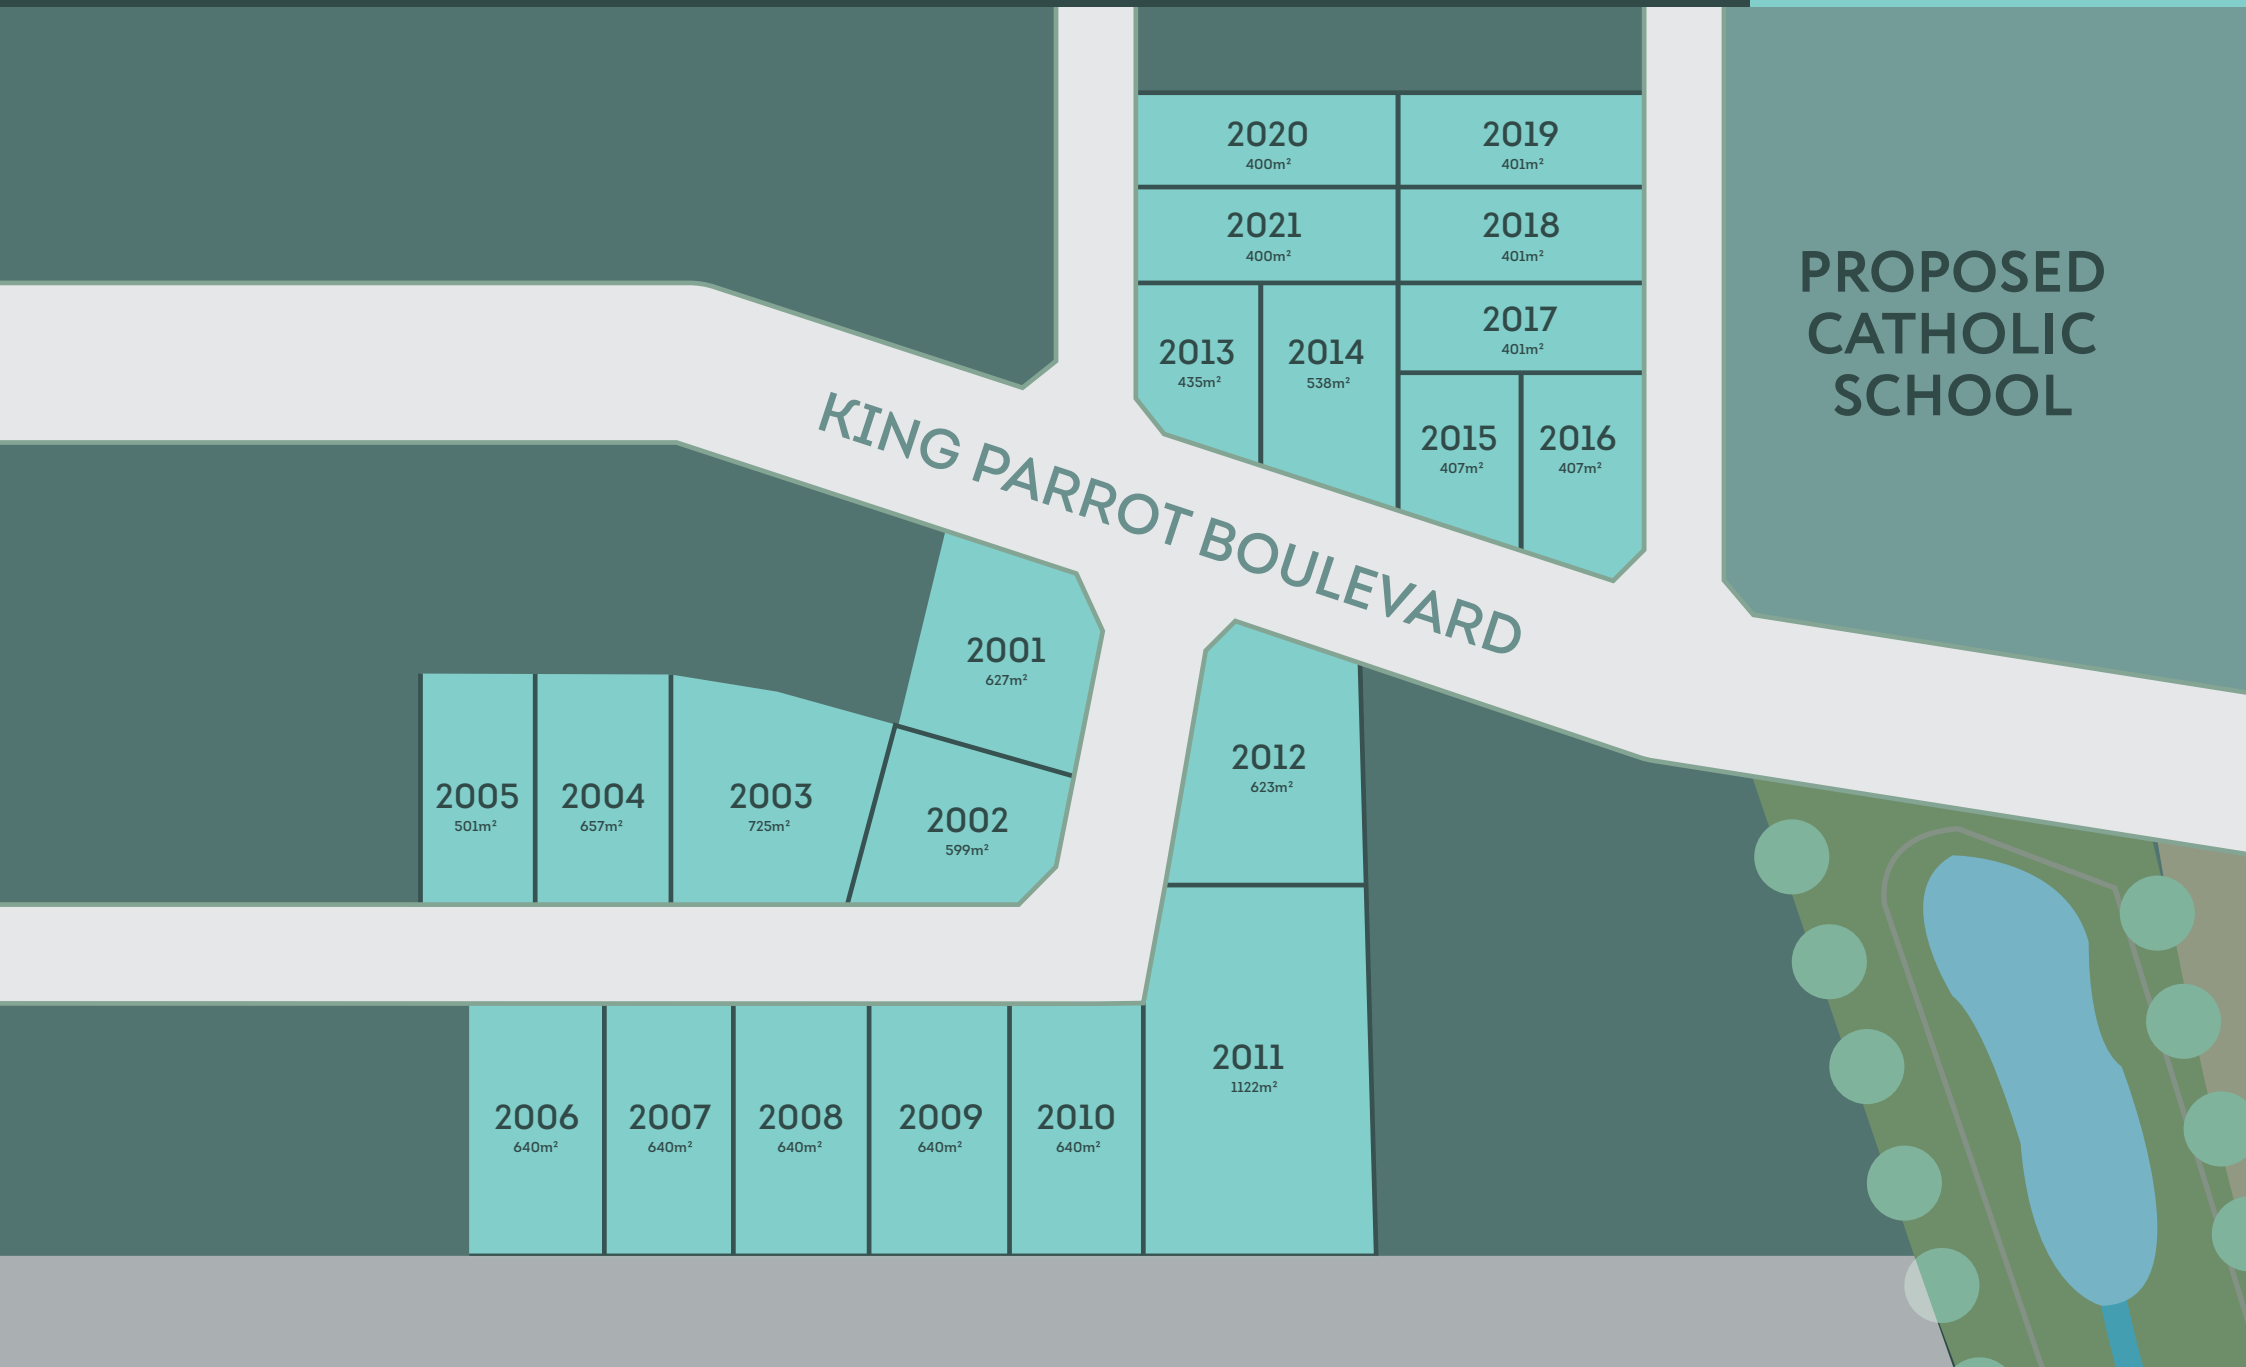 2020
400m²
2019
401m²
2021
400m²
2018
401m²
2013
435m²
2014
538m²
2017
401m²
2015
407m²
2016
407m²
PROPOSED
CATHOLIC
SCHOOL
KING PARROT BOULEVARD
2001
627m²
2005
501m²
2004
657m²
2003
725m²
2002
599m²
2012
623m²
2011
1122m²
2006
640m²
2007
640m²
2008
640m²
2009
640m²
2010
640m²